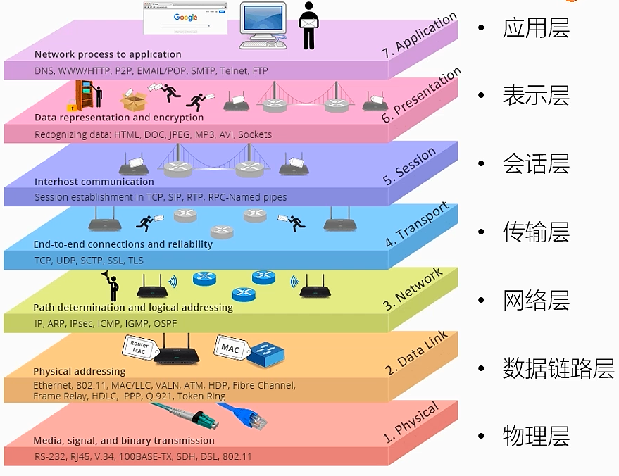 Google
7. Application
Network process to application
DNS, WWW/HTTP, P2P, EMAIL/POP, SMTP, Telnet, FTP
• 应用层
6. Presentation
Data representation and encryption
Recognizing data: HTML, DOC, JPEG, MP3, AVI, Sockets
• 表示层
5. Session
Interhost communication
Session establishment in TCP, SIP, RTP, RPC-Named pipes
• 会话层
4. Transport
End-to-end connections and reliability
TCP, UDP, SCTP, SSL, TLS
• 传输层
3. Network
Path determination and logical addressing
IP, ARP, IPsec, ICMP, IGMP, OSPF
• 网络层
2. Data Link
MAC
MAC
Physical addressing
Ethernet, 802.11, MAC/LLC, VALN, ATM, HDP, Fibre Channel,
Frame Relay, HDLC, PPP, Q.921, Token Ring
• 数据链路层
1. Physical
Media, signal, and binary transmission
RS-232, RJ45, V.34, 100BASE-TX, SDH, DSL, 802.11
• 物理层